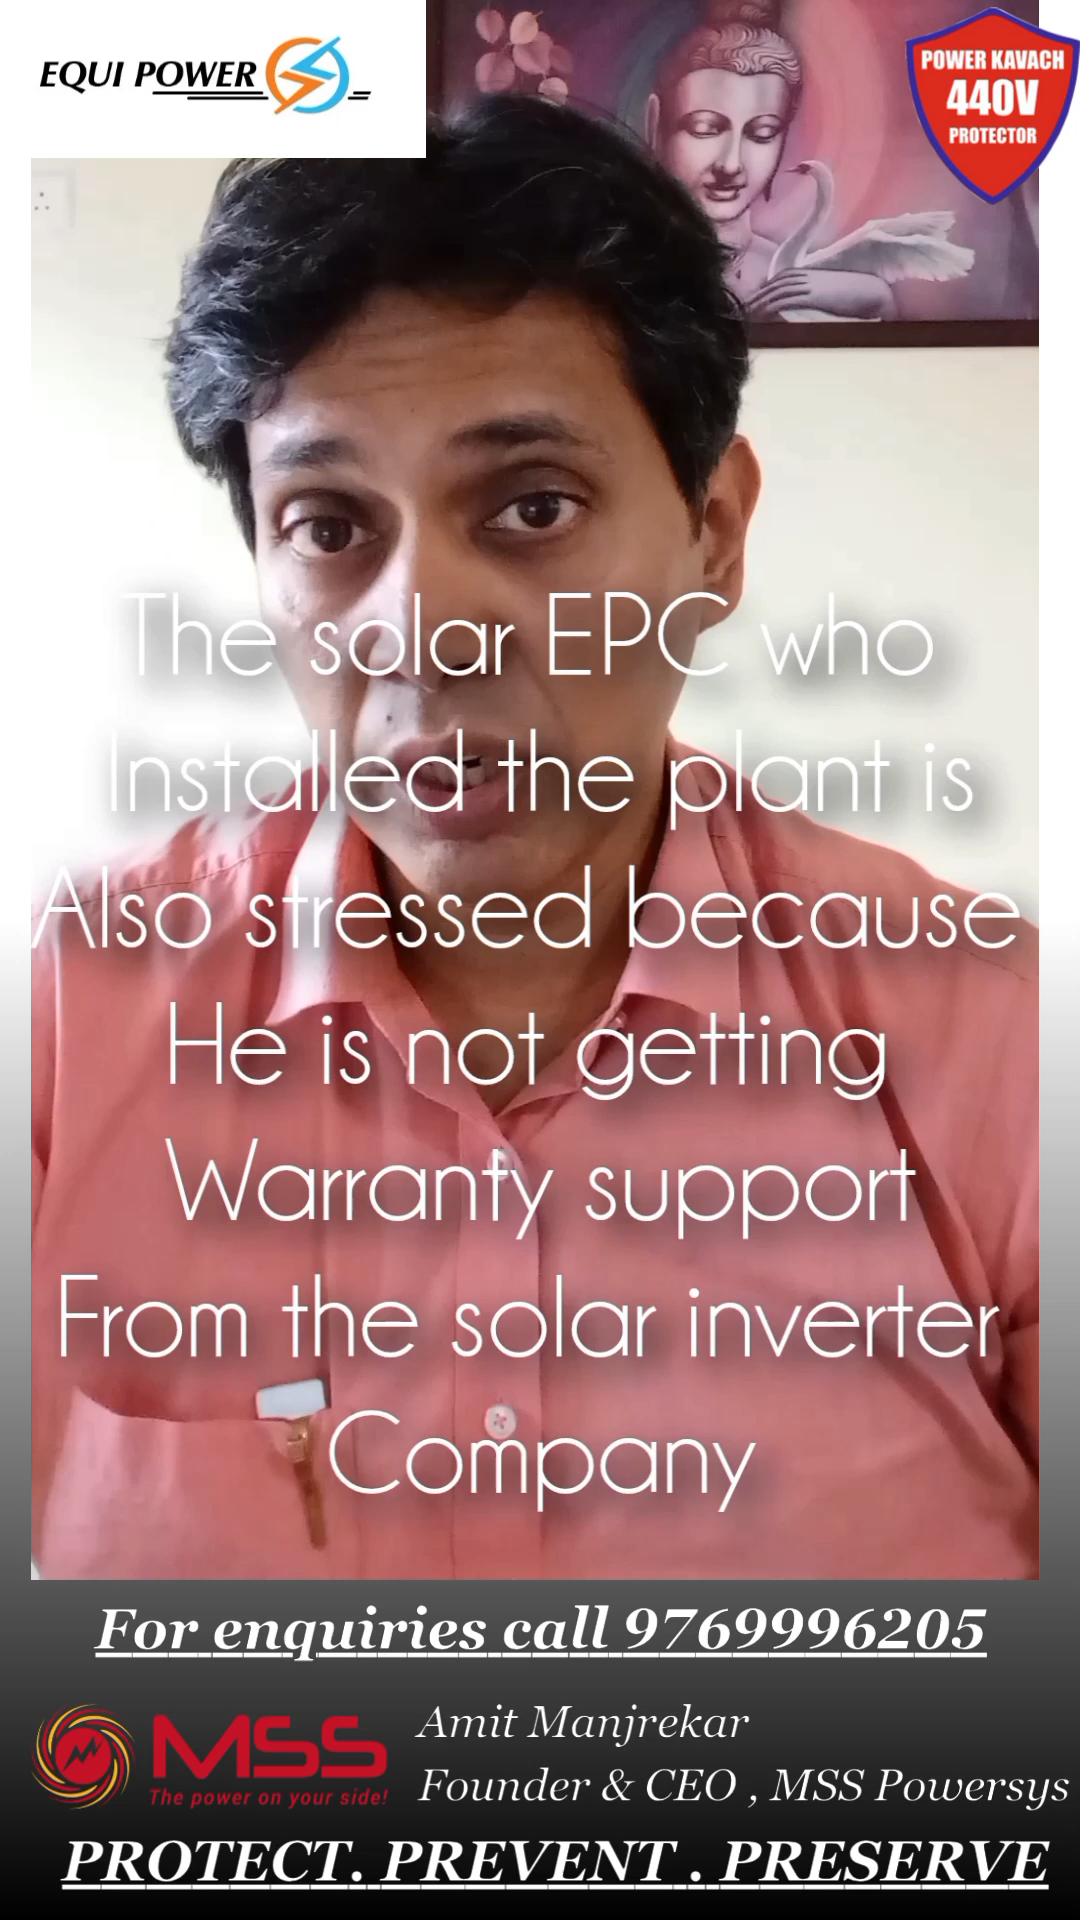 EQUI POWER
POWER KAVACH
440V
PROTECTOR
The solar EPC who
Installed the plant is
Also stressed because
He is not getting
Warranty support
From the solar inverter
Company
For enquiries call 9769996205
MSS
The power on your side!
Amit Manjrekar
Founder & CEO , MSS Powersys
PROTECT. PREVENT . PRESERVE